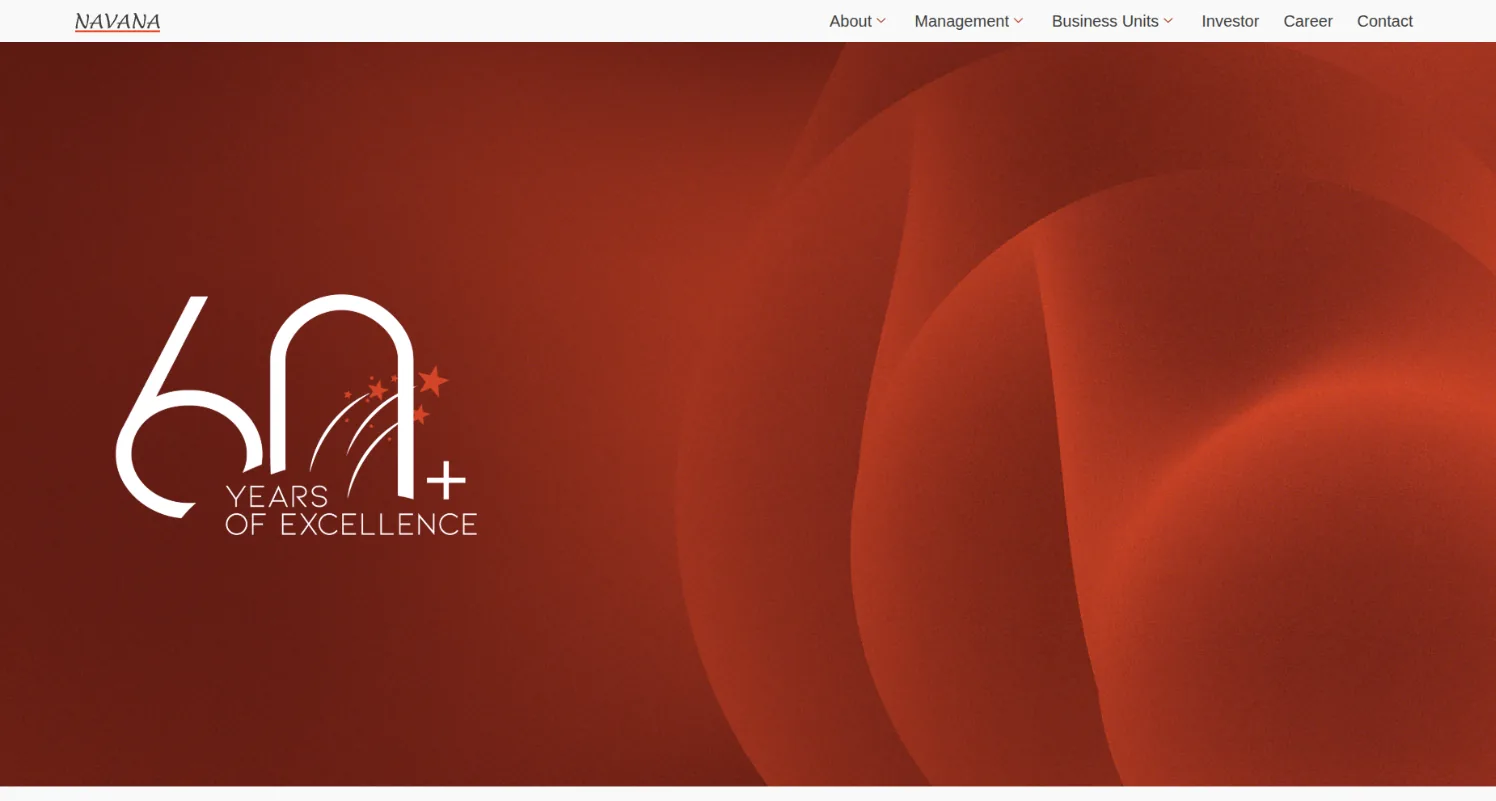 NAVANA
About
Management
Business Units
Investor
Career
Contact
60+
YEARS
OF EXCELLENCE